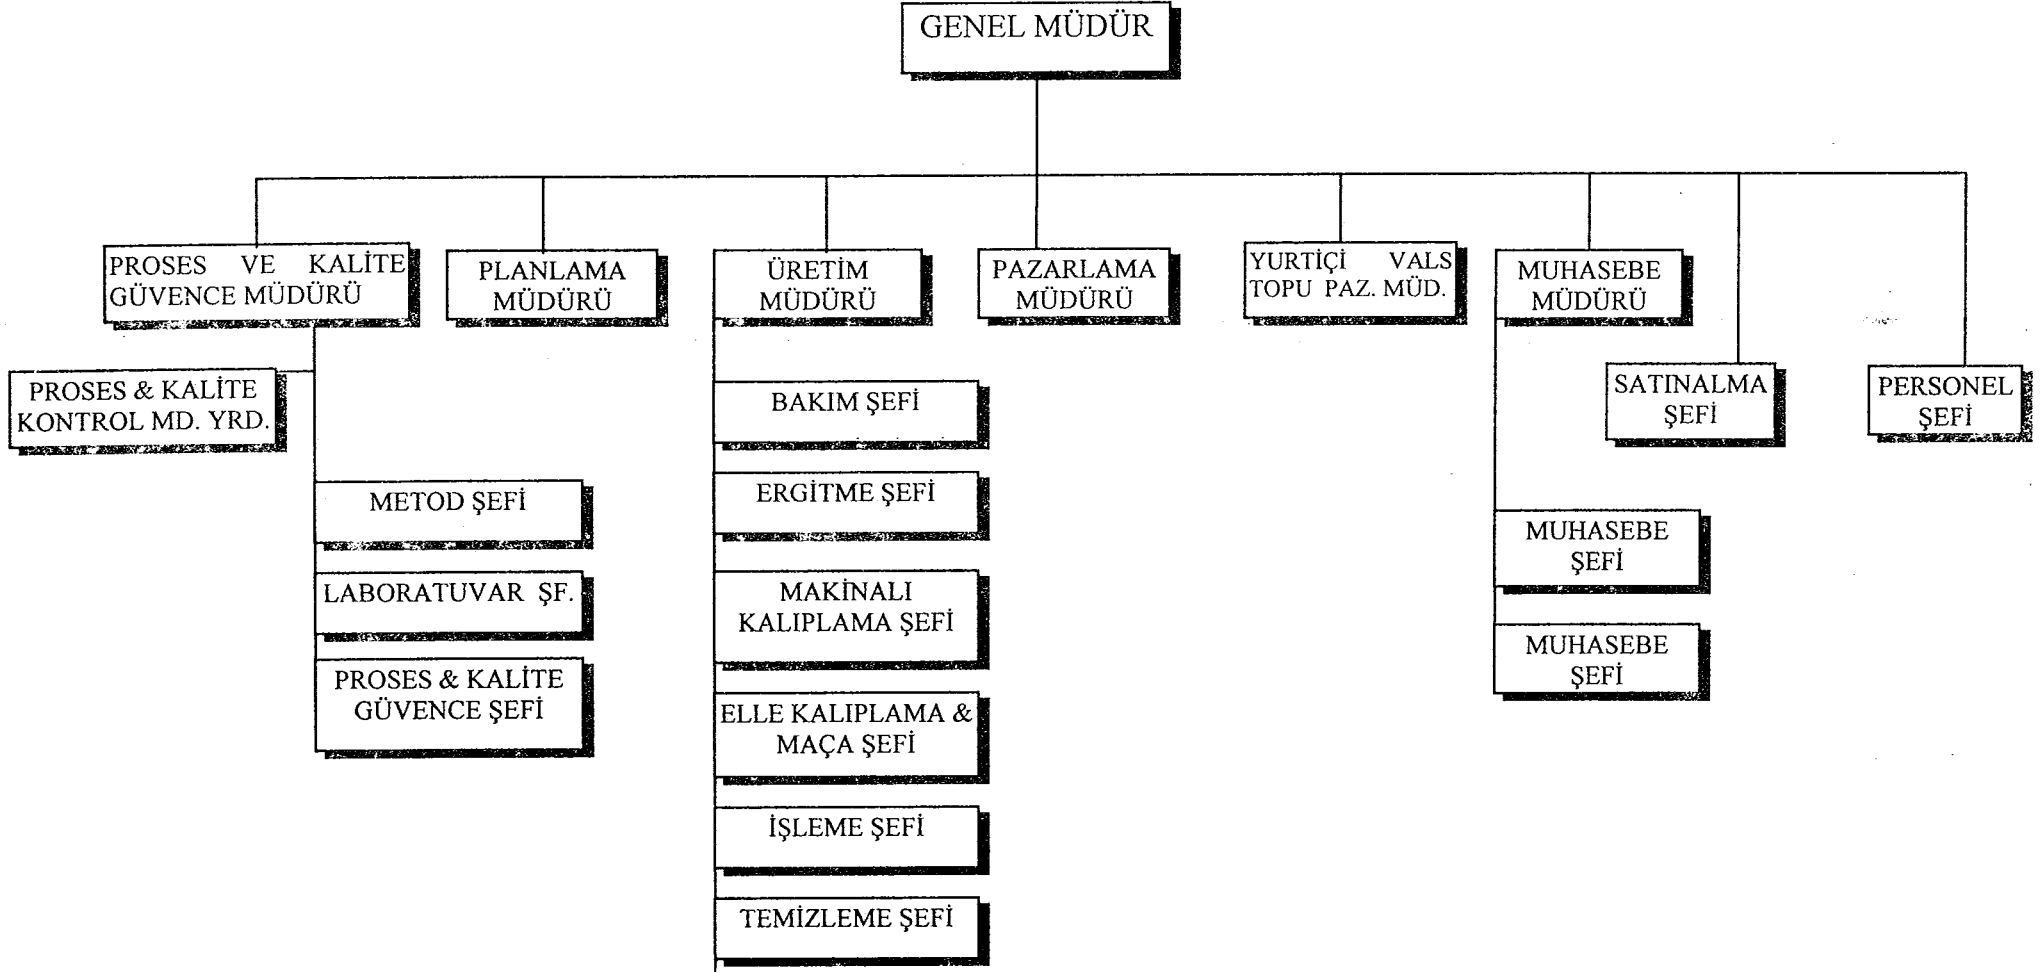 GENEL MÜDÜR
PROSES VE KALİTE
GÜVENCE MÜDÜRÜ
PLANLAMA
MÜDÜRÜ
ÜRETİM
MÜDÜRÜ
PAZARLAMA
MÜDÜRÜ
YURTİÇİ VALS
TOPU PAZ. MÜD.
MUHASEBE
MÜDÜRÜ
SATINALMA
ŞEFİ
PERSONEL
ŞEFİ
PROSES & KALİTE
KONTROL MD. YRD.
METOD ŞEFİ
LABORATUVAR ŞF.
PROSES & KALİTE
GÜVENCE ŞEFİ
BAKIM ŞEFİ
ERGİTME ŞEFİ
MAKİNALI
KALIPLAMA ŞEFİ
ELLE KALIPLAMA &
MAÇA ŞEFİ
İŞLEME ŞEFİ
TEMİZLEME ŞEFİ
MUHASEBE
ŞEFİ
MUHASEBE
ŞEFİ